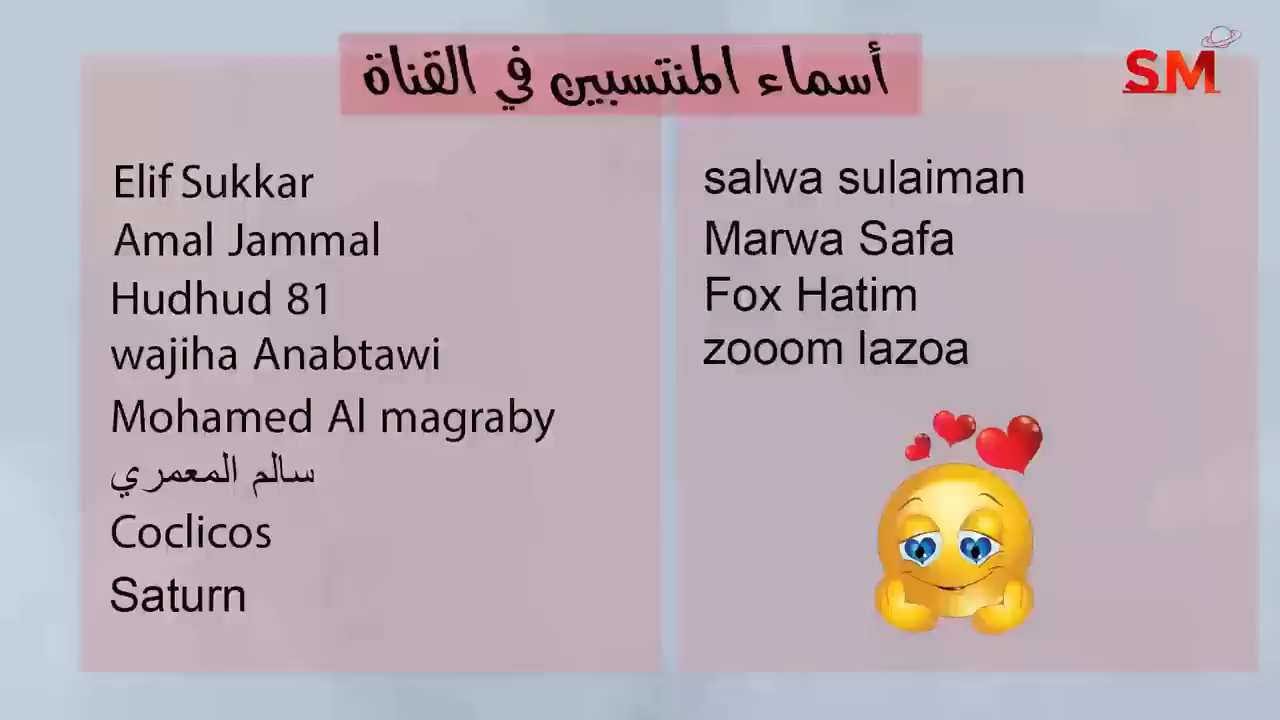 أسماء المنتسبين في القناة
SM
Elif Sukkar
Amal Jammal
Hudhud 81
wajiha Anabtawi
Mohamed Al magraby
سالم المعمري
Coclicos
Saturn
salwa sulaiman
Marwa Safa
Fox Hatim
zooom lazoa